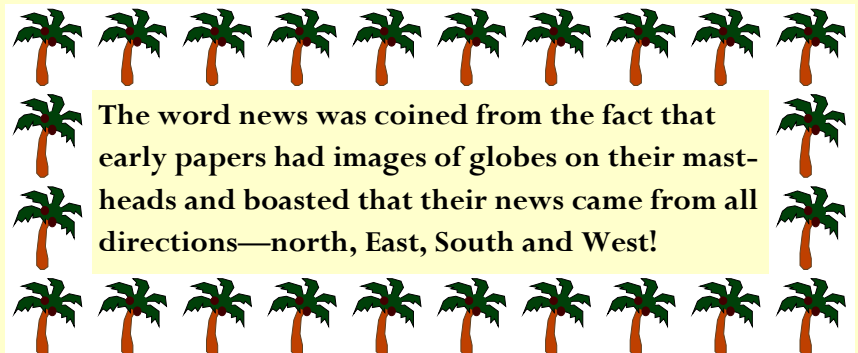 The word news was coined from the fact that
early papers had images of globes on their mast-
heads and boasted that their news came from all
directions—north, East, South and West!